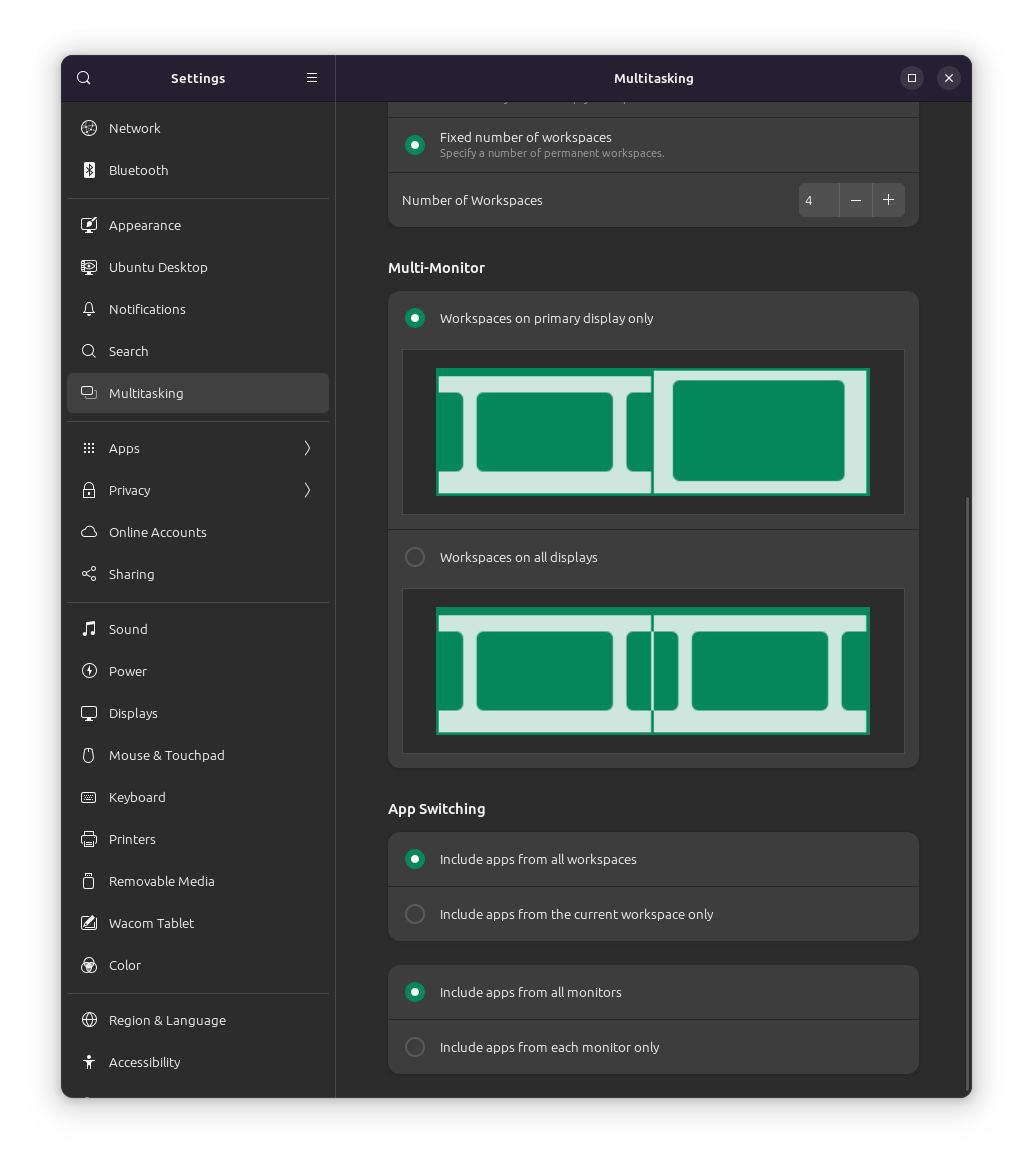 Settings
Multitasking
Network
Bluetooth
Appearance
Ubuntu Desktop
Notifications
Search
Multitasking
Apps
Privacy
Online Accounts
Sharing
Sound
Power
Displays
Mouse & Touchpad
Keyboard
Printers
Removable Media
Wacom Tablet
Color
Region & Language
Accessibility
Fixed number of workspaces
Specify a number of permanent workspaces.
Number of Workspaces
4
Multi-Monitor
Workspaces on primary display only
Workspaces on all displays
App Switching
Include apps from all workspaces
Include apps from the current workspace only
Include apps from all monitors
Include apps from each monitor only